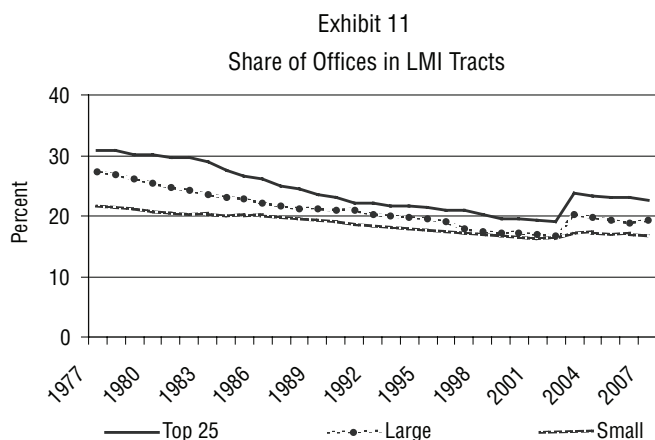 Exhibit 11
Share of Offices in LMI Tracts
Percent
40
30
20
10
0
1977 1980 1983 1986 1989 1992 1995 1998 2001 2004 2007
Top 25 Large Small